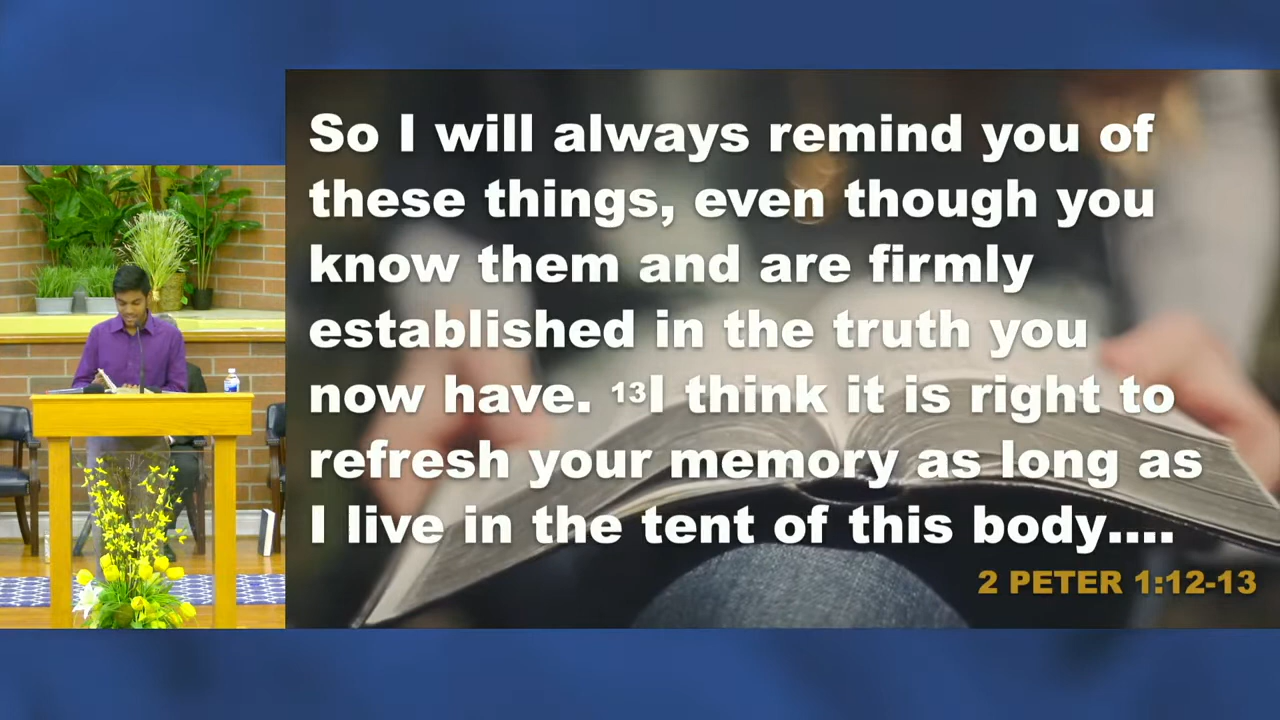 So I will always remind you of
these things, even though you
know them and are firmly
established in the truth you
now have. ¹³I think it is right to
refresh your memory as long as
I live in the tent of this body....
2 PETER 1:12-13